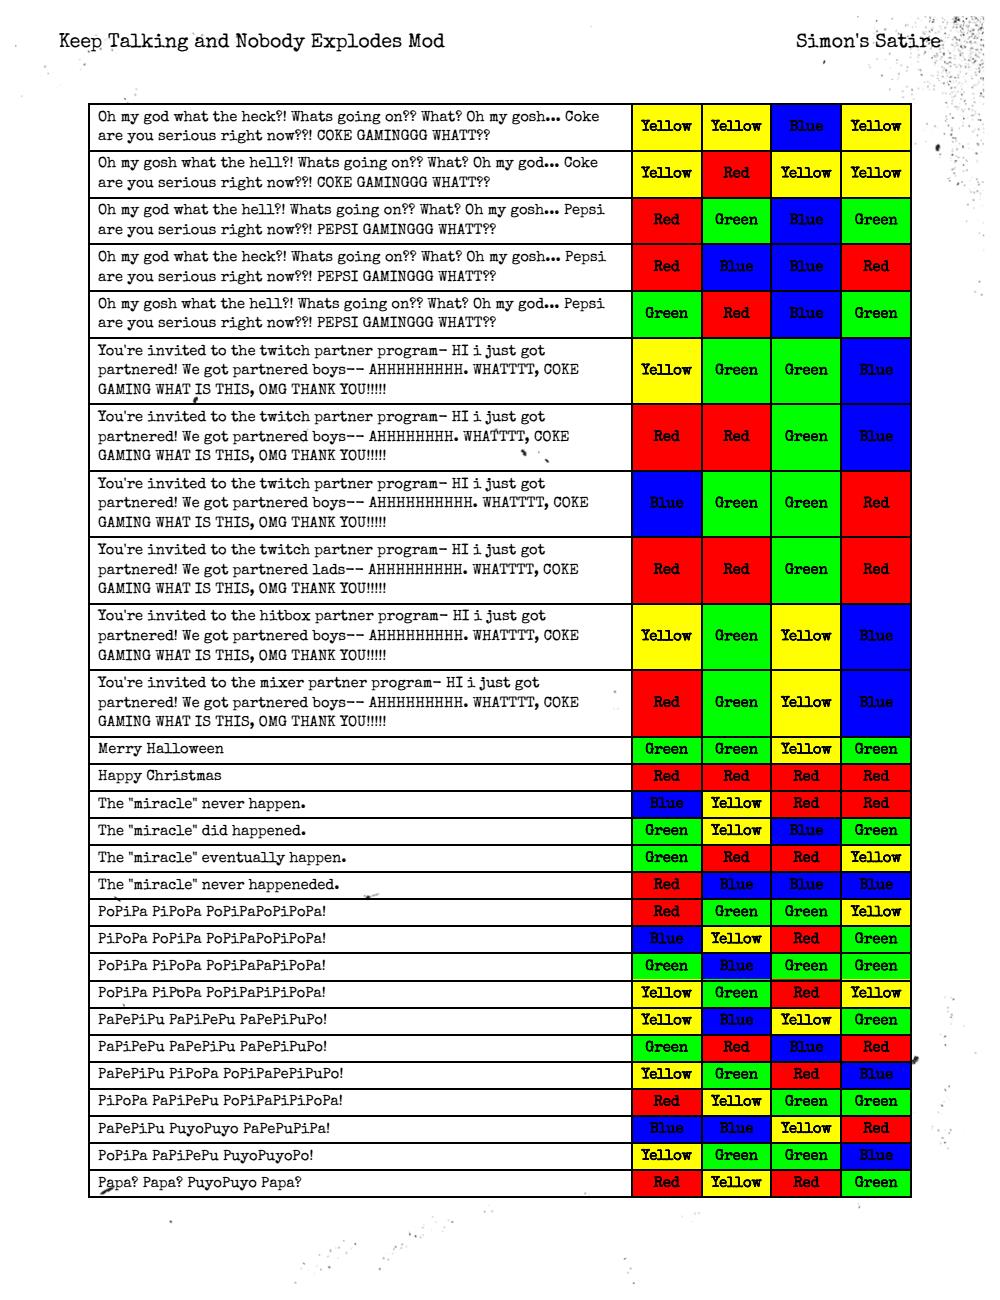 Keep Talking and Nobody Explodes Mod Simon's Satire
Oh my god what the heck?! Whats going on?? What? Oh my gosh... Coke
are you serious right now??! COKE GAMINGGG WHATT?? Yellow Yellow Blue Yellow
Oh my gosh what the hell?! Whats going on?? What? Oh my god... Coke
are you serious right now??! COKE GAMINGGG WHATT?? Yellow Red Yellow Yellow
Oh my god what the hell?! Whats going on?? What? Oh my gosh... Pepsi
are you serious right now??! PEPSI GAMINGGG WHATT?? Red Green Blue Green
Oh my god what the heck?! Whats going on?? What? Oh my gosh... Pepsi
are you serious right now??! PEPSI GAMINGGG WHATT?? Red Blue Blue Red
Oh my gosh what the hell?! Whats going on?? What? Oh my god... Pepsi
are you serious right now??! PEPSI GAMINGGG WHATT?? Green Red Blue Green
You're invited to the twitch partner program- HI i just got
partnered! We got partnered boys-- AHHHHHHHHH. WHATTTT, COKE
GAMING WHAT IS THIS, OMG THANK YOU!!!!! Yellow Green Green Blue
You're invited to the twitch partner program- HI i just got
partnered! We got partnered boys-- AHHHHHHHH. WHATTTT, COKE
GAMING WHAT IS THIS, OMG THANK YOU!!!!! Red Red Green Blue
You're invited to the twitch partner program- HI i just got
partnered! We got partnered boys-- AHHHHHHHHHH. WHATTTT, COKE
GAMING WHAT IS THIS, OMG THANK YOU!!!!! Blue Green Green Red
You're invited to the twitch partner program- HI i just got
partnered! We got partnered lads-- AHHHHHHHHH. WHATTTT, COKE
GAMING WHAT IS THIS, OMG THANK YOU!!!!! Red Red Green Red
You're invited to the hitbox partner program- HI i just got
partnered! We got partnered boys-- AHHHHHHHHH. WHATTTT, COKE
GAMING WHAT IS THIS, OMG THANK YOU!!!!! Yellow Green Yellow Blue
You're invited to the mixer partner program- HI i just got
partnered! We got partnered boys-- AHHHHHHHHH. WHATTTT, COKE
GAMING WHAT IS THIS, OMG THANK YOU!!!!! Red Green Yellow Blue
Merry Halloween Green Green Yellow Green
Happy Christmas Red Red Red Red
The "miracle" never happen. Blue Yellow Red Red
The "miracle" did happened. Green Yellow Blue Green
The "miracle" eventually happen. Green Red Red Yellow
The "miracle" never happeneded. Red Blue Blue Blue
PoPiPa PiPoPa PoPiPaPoPiPoPa! Red Green Green Yellow
PiPoPa PoPiPa PoPiPaPoPiPoPa! Blue Yellow Red Green
PoPiPa PiPoPa PoPiPaPaPiPoPa! Green Blue Green Green
PoPiPa PiPoPa PoPiPaPiPiPoPa! Yellow Green Red Yellow
PaPePiPu PaPiPePu PaPePiPuPo! Yellow Blue Yellow Green
PaPiPePu PaPePiPu PaPePiPuPo! Green Red Blue Red
PaPePiPu PiPoPa PoPiPaPePiPuPo! Yellow Green Red Blue
PiPoPa PaPiPePu PoPiPaPiPiPoPa! Red Yellow Green Green
PaPePiPu PuyoPuyo PaPePuPiPa! Blue Blue Yellow Red
PoPiPa PaPiPePu PuyoPuyoPo! Yellow Green Green Blue
Papa? Papa? PuyoPuyo Papa? Red Yellow Red Green